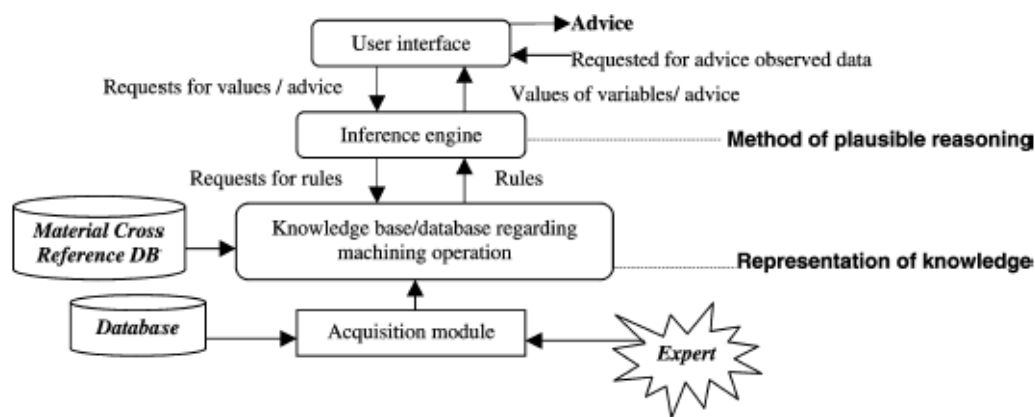 Advice
User interface
Requested for advice observed data
Requests for values / advice
Values of variables/ advice
Inference engine
Method of plausible reasoning
Requests for rules
Rules
Material Cross
Reference DB
Knowledge base/database regarding
machining operation
Representation of knowledge
Database
Acquisition module
Expert